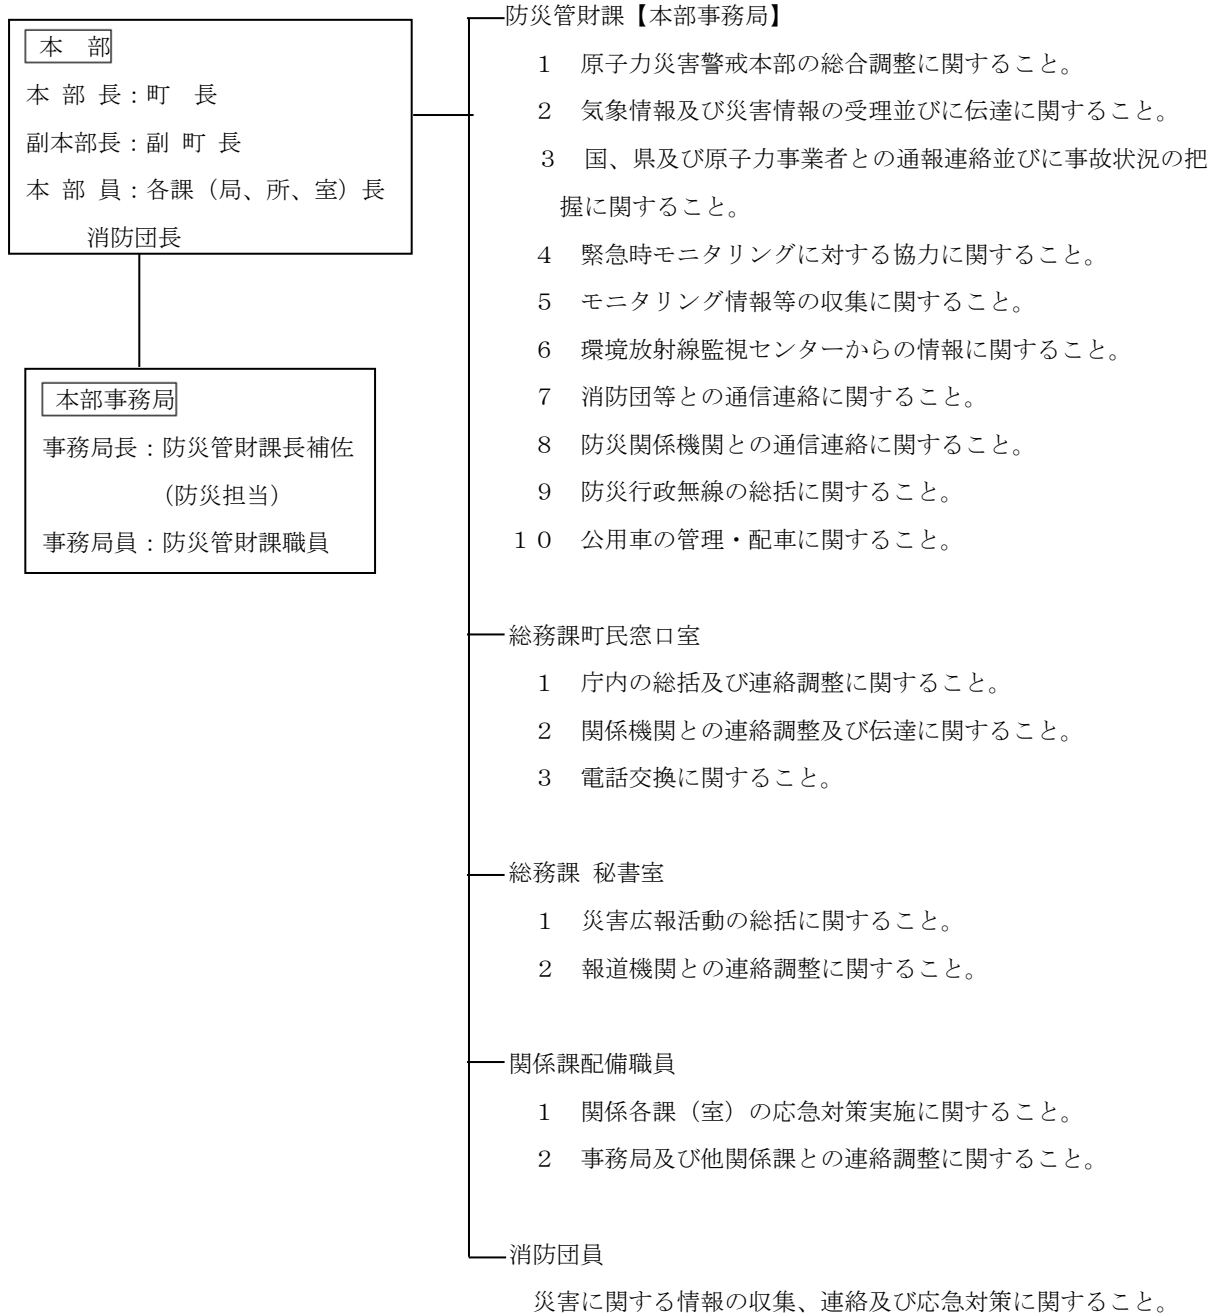 本　部
本 部 長：町　長
副本部長：副 町 長
本 部 員：各課（局、所、室）長
消防団長
本部事務局
事務局長：防災管財課長補佐
（防災担当）
事務局員：防災管財課職員
防災管財課【本部事務局】
１　原子力災害警戒本部の総合調整に関すること。
２　気象情報及び災害情報の受理並びに伝達に関すること。
３　国、県及び原子力事業者との通報連絡並びに事故状況の把
握に関すること。
４　緊急時モニタリングに対する協力に関すること。
５　モニタリング情報等の収集に関すること。
６　環境放射線監視センターからの情報に関すること。
７　消防団等との通信連絡に関すること。
８　防災関係機関との通信連絡に関すること。
９　防災行政無線の総括に関すること。
１０　公用車の管理・配車に関すること。
総務課町民窓口室
１　庁内の総括及び連絡調整に関すること。
２　関係機関との連絡調整及び伝達に関すること。
３　電話交換に関すること。
総務課 秘書室
１　災害広報活動の総括に関すること。
２　報道機関との連絡調整に関すること。
関係課配備職員
１　関係各課（室）の応急対策実施に関すること。
２　事務局及び他関係課との連絡調整に関すること。
消防団員
災害に関する情報の収集、連絡及び応急対策に関すること。